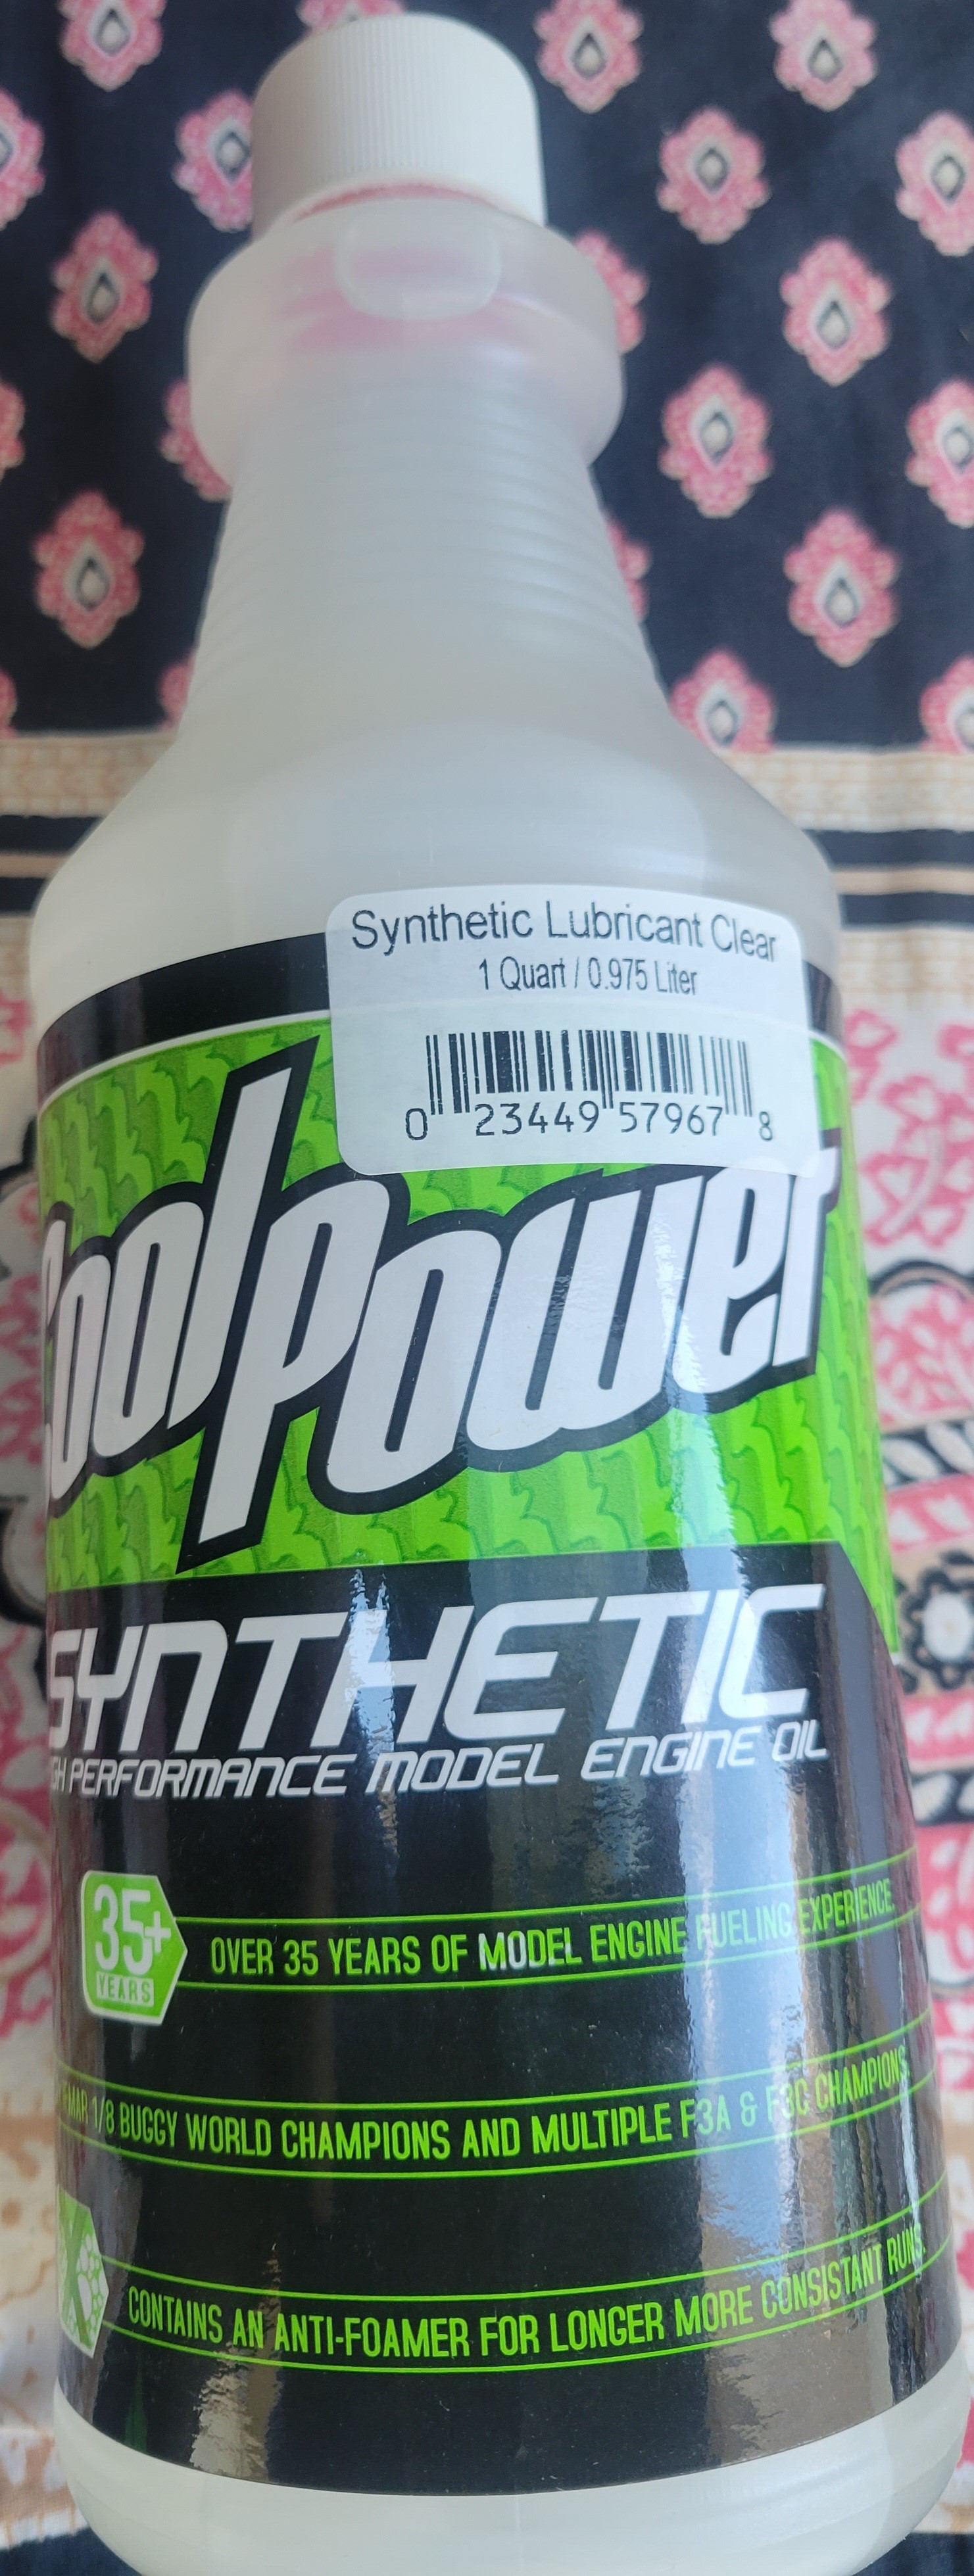 Synthetic Lubricant Clear
1 Quart / 0.975 Liter
0 23449 57967 8
CoolPower
SYNTHETIC
PERFORMANCE MODEL ENGINE OIL
35+
YEARS
OVER 35 YEARS OF MODEL ENGINE FUELING EXPERIENCE.
1/8 BUGGY WORLD CHAMPIONS AND MULTIPLE F3A & F3C CHAMPIONS
CONTAINS AN ANTI-FOAMER FOR LONGER MORE CONSISTANT RUNS.